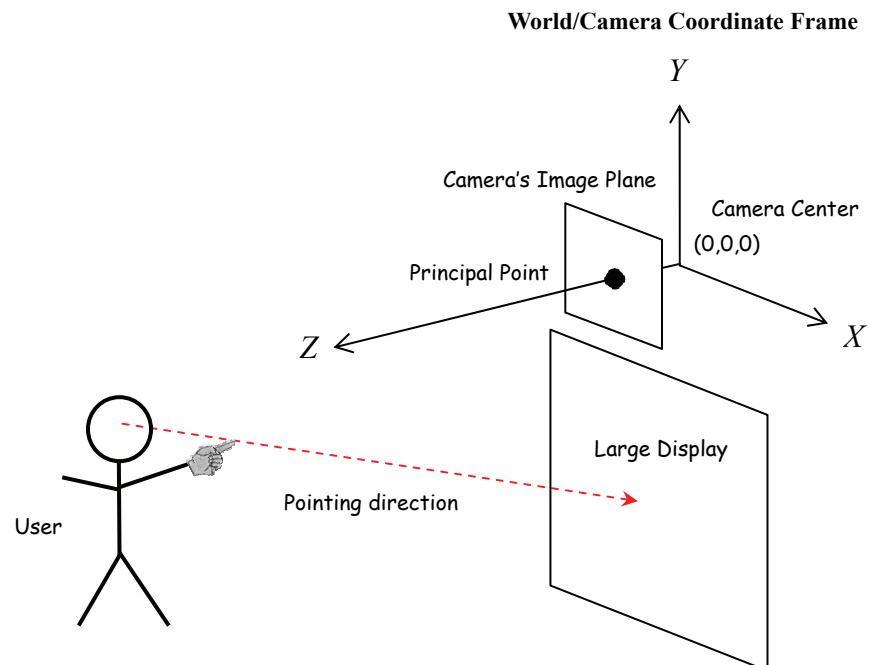 World/Camera Coordinate Frame
Y
Camera's Image Plane
Camera Center
(0,0,0)
Principal Point
Z
X
Large Display
Pointing direction
User